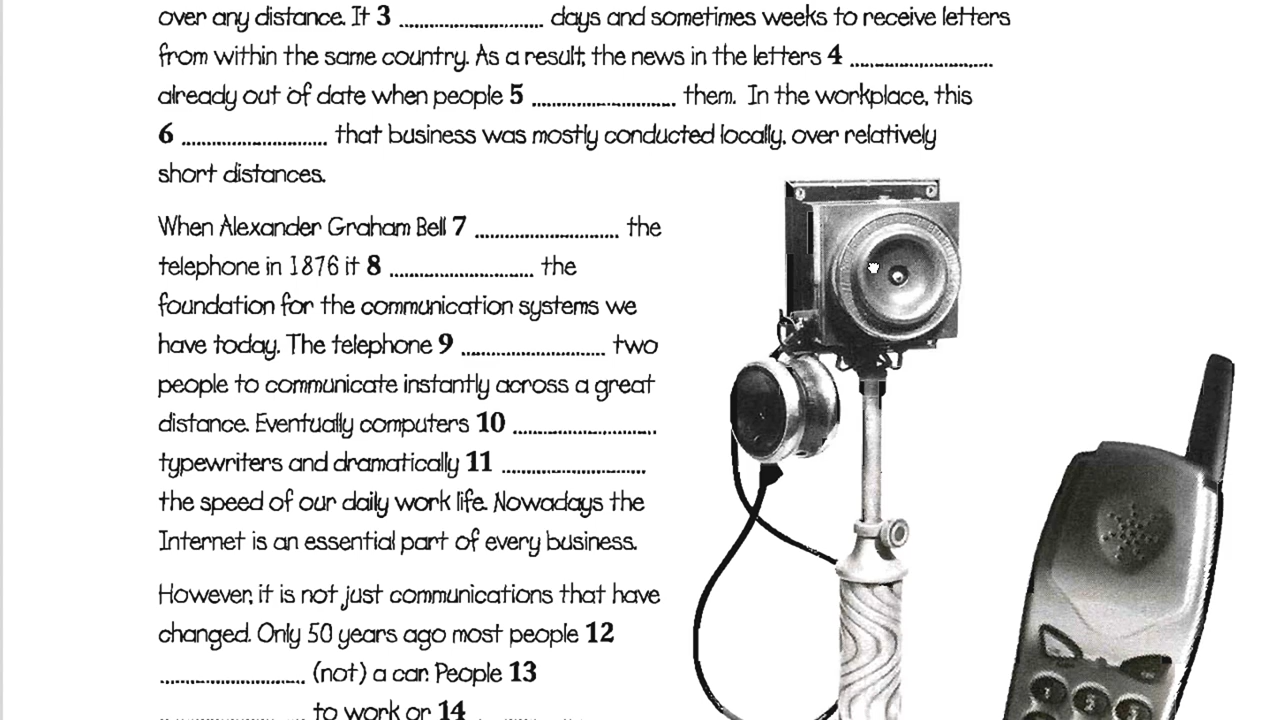 over any distance. It 3 ........................ days and sometimes weeks to receive letters
from within the same country. As a result, the news in the letters 4 ........................
already out of date when people 5 ........................ them. In the workplace, this
6 ........................ that business was mostly conducted locally, over relatively
short distances.
When Alexander Graham Bell 7 ........................ the
telephone in 1876 it 8 ........................ the
foundation for the communication systems we
have today. The telephone 9 ........................ two
people to communicate instantly across a great
distance. Eventually computers 10 ........................
typewriters and dramatically 11 ........................
the speed of our daily work life. Nowadays the
Internet is an essential part of every business.
However, it is not just communications that have
changed. Only 50 years ago most people 12
........................ (not) a car. People 13
........................ to work or 14 ........................
1 2 3